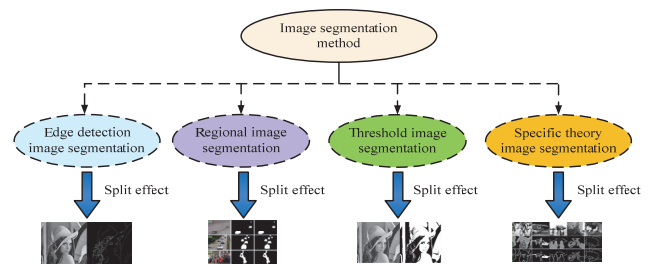 Image segmentation
method
Edge detection
image segmentation
Regional image
segmentation
Threshold image
segmentation
Specific theory
image segmentation
Split effect
Split effect
Split effect
Split effect